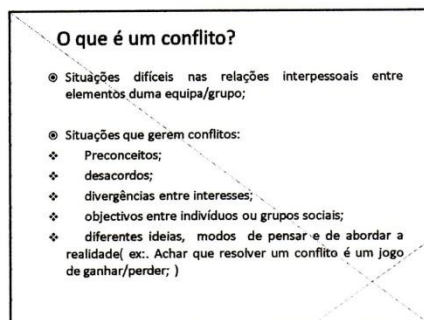 O que é um conflito?
◉ Situações difíceis nas relações interpessoais entre
elementos duma equipa/grupo;
◉ Situações que gerem conflitos:
❖ Preconceitos;
❖ desacordos;
❖ divergências entre interesses;
❖ objectivos entre indivíduos ou grupos sociais;
❖ diferentes ideias, modos de pensar e de abordar a
realidade( ex:. Achar que resolver um conflito é um jogo
de ganhar/perder; )